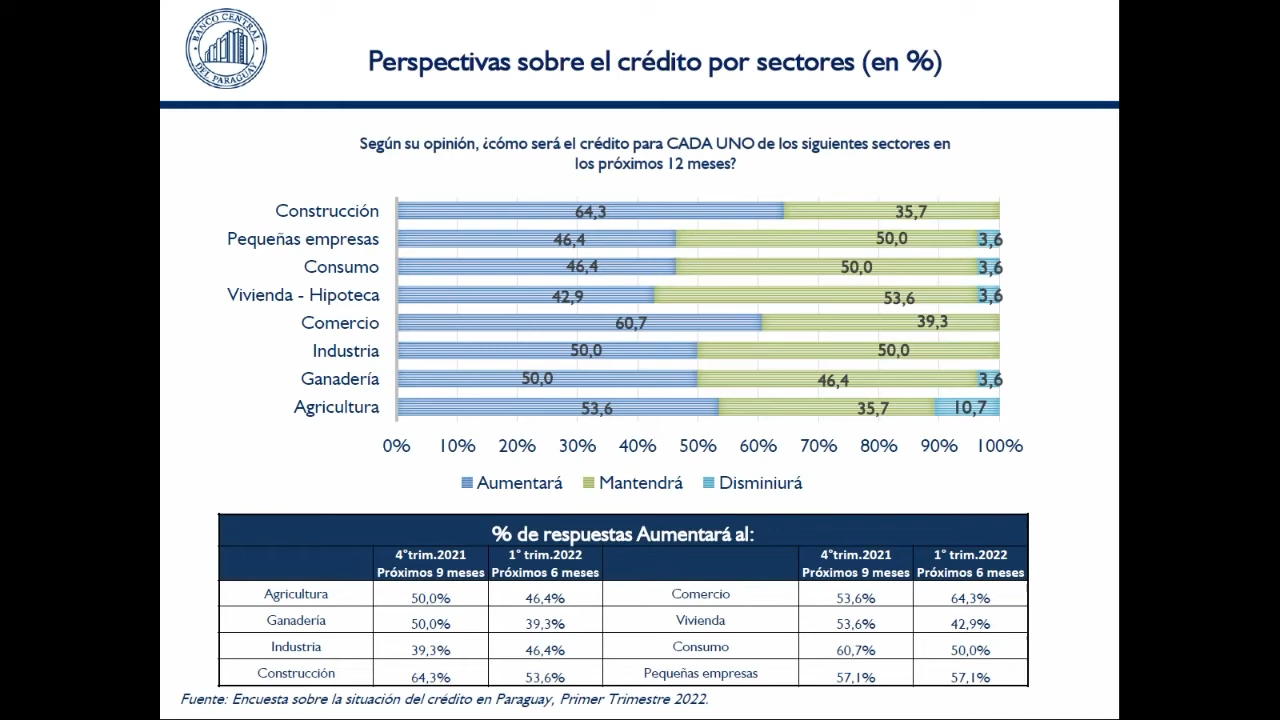 BANCO CENTRAL DEL PARAGUAY
Perspectivas sobre el crédito por sectores (en %)
Según su opinión, ¿cómo será el crédito para CADA UNO de los siguientes sectores en
los próximos 12 meses?
Construcción 64,3 35,7
Pequeñas empresas 46,4 50,0 3,6
Consumo 46,4 50,0 3,6
Vivienda - Hipoteca 42,9 53,6 3,6
Comercio 60,7 39,3
Industria 50,0 50,0
Ganadería 50,0 46,4 3,6
Agricultura 53,6 35,7 10,7
0% 10% 20% 30% 40% 50% 60% 70% 80% 90% 100%
Aumentará Mantendrá Disminiurá
% de respuestas Aumentará al:
4°trim.2021 1° trim.2022 4°trim.2021 1° trim.2022
Próximos 9 meses Próximos 6 meses Próximos 9 meses Próximos 6 meses
Agricultura 50,0% 46,4% Comercio 53,6% 64,3%
Ganadería 50,0% 39,3% Vivienda 53,6% 42,9%
Industria 39,3% 46,4% Consumo 60,7% 50,0%
Construcción 64,3% 53,6% Pequeñas empresas 57,1% 57,1%
Fuente: Encuesta sobre la situación del crédito en Paraguay, Primer Trimestre 2022.